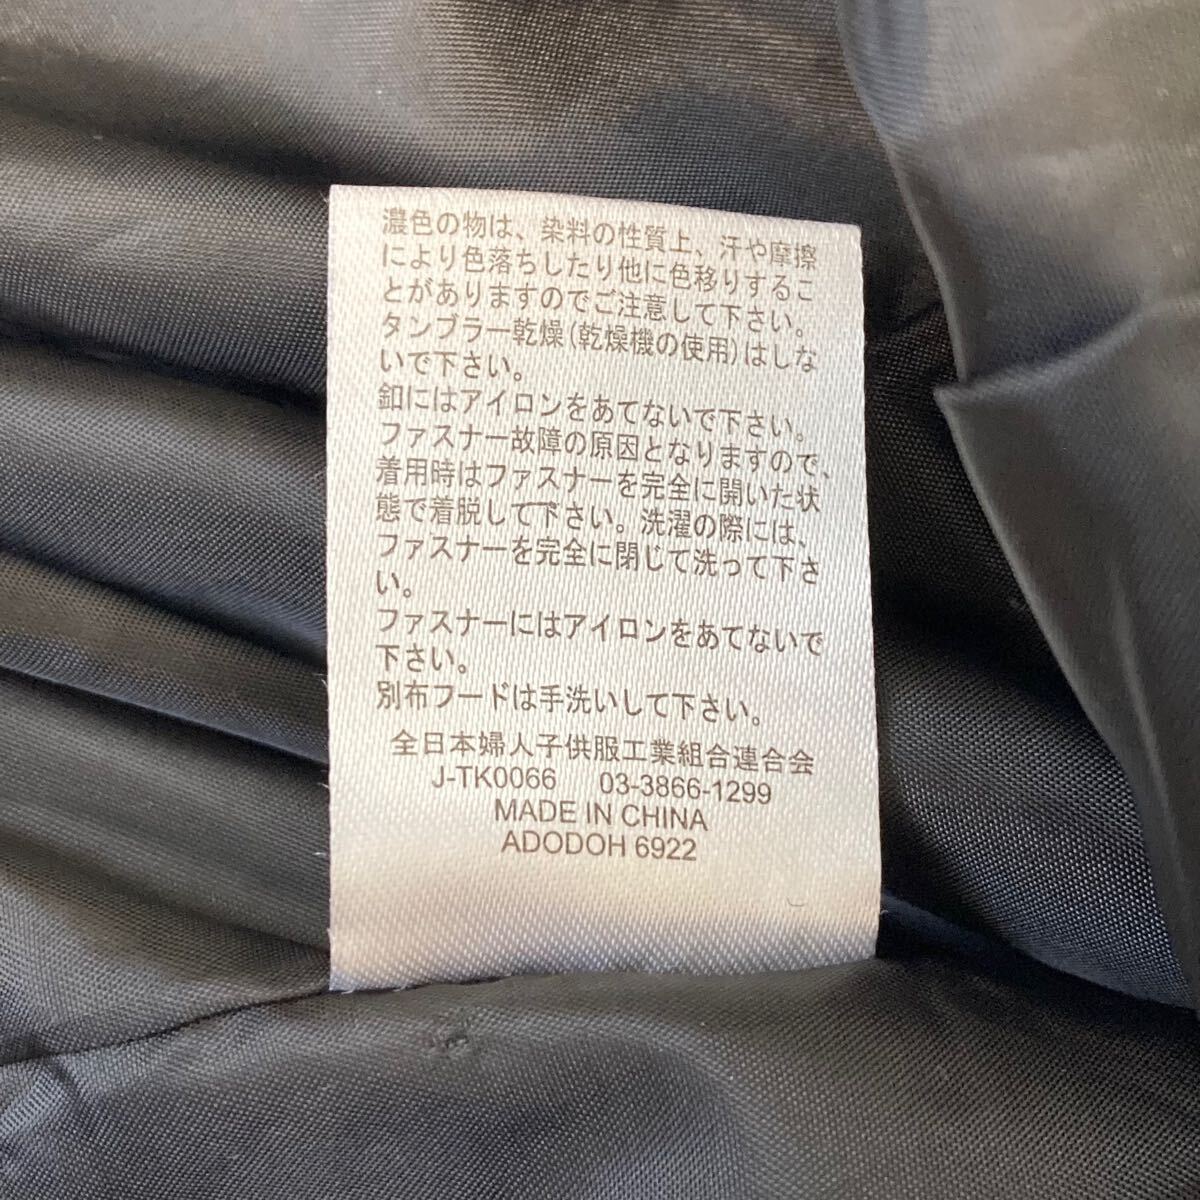 濃色の物は、染料の性質上、汗や摩擦
により色落ちしたり他に色移りするこ
とがありますのでご注意して下さい。
タンブラー乾燥(乾燥機の使用)はしな
いで下さい。
釦にはアイロンをあてないで下さい。
ファスナー故障の原因となりますので、
着用時はファスナーを完全に開いた状
態で着脱して下さい。洗濯の際には、
ファスナーを完全に閉じて洗って下さ
い。
ファスナーにはアイロンをあてないで
下さい。
別布フードは手洗いして下さい。
全日本婦人子供服工業組合連合会
J-TK0066 03-3866-1299
MADE IN CHINA
ADODOH 6922